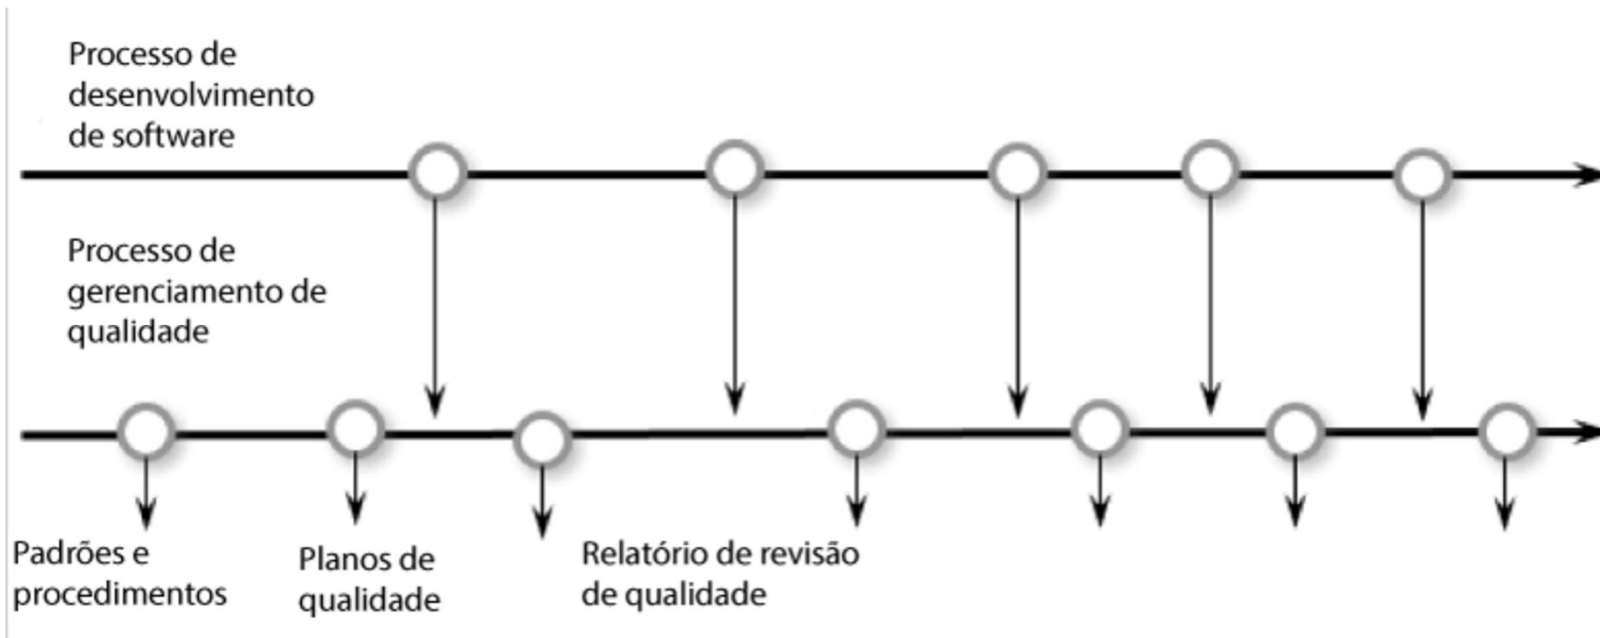 Processo de
desenvolvimento
de software
Processo de
gerenciamento de
qualidade
Padrões e
procedimentos
Planos de
qualidade
Relatório de revisão
de qualidade